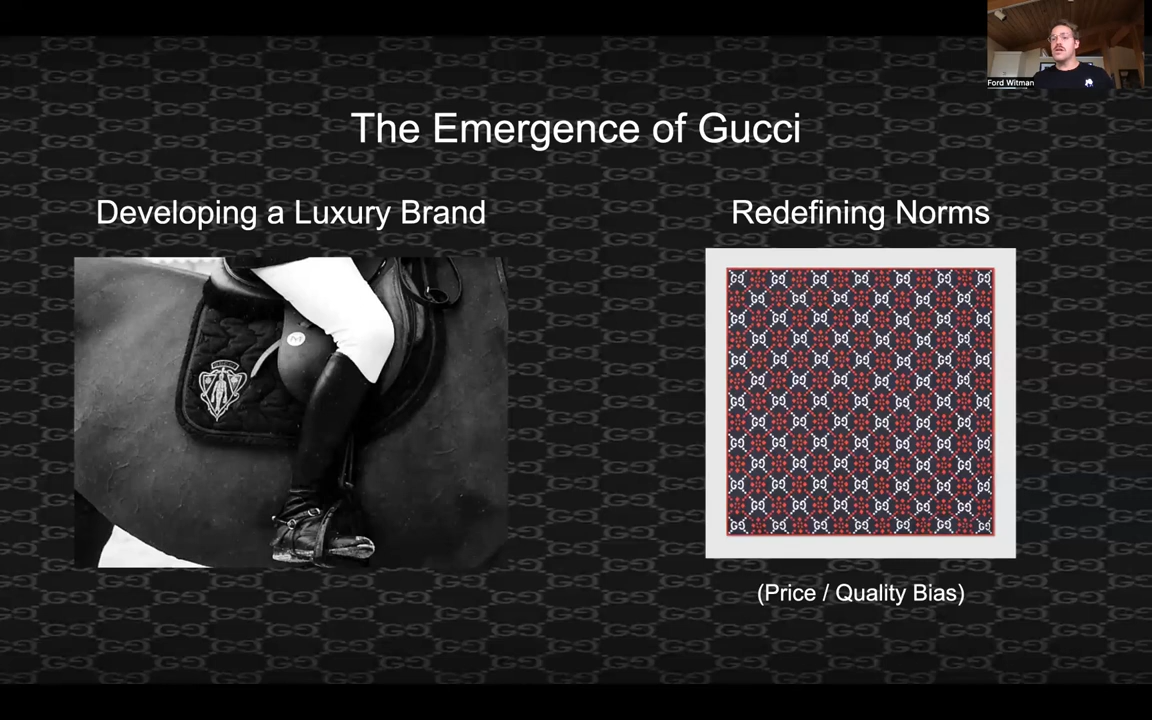 Ford Witman
The Emergence of Gucci
Developing a Luxury Brand
Redefining Norms
(Price / Quality Bias)